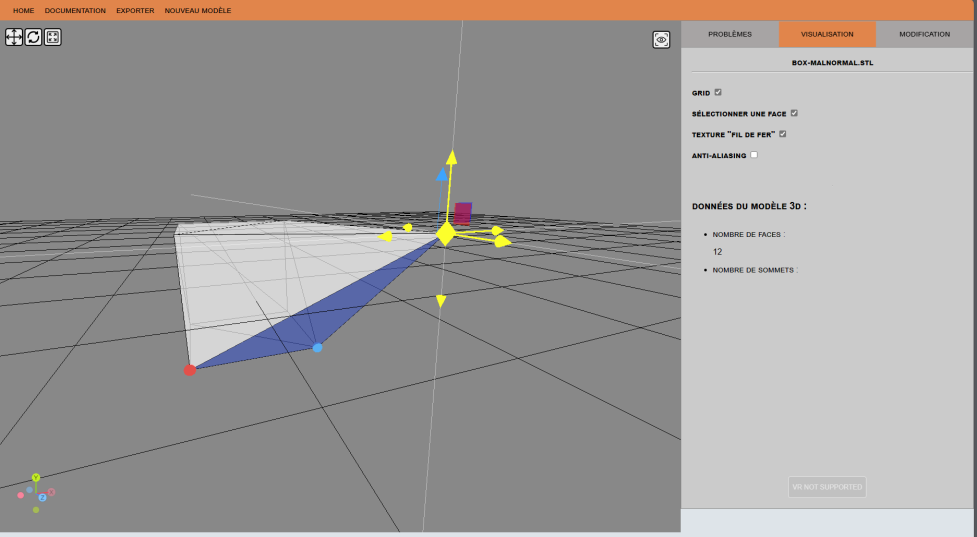 HOME DOCUMENTATION EXPORTER NOUVEAU MODÈLE
PROBLÈMES VISUALISATION MODIFICATION
BOX-MALNORMAL.STL
GRID
SÉLECTIONNER UNE FACE
TEXTURE "FIL DE FER"
ANTI-ALIASING
DONNÉES DU MODÈLE 3D :
NOMBRE DE FACES :
12
NOMBRE DE SOMMETS :
VR NOT SUPPORTED
Y
Z